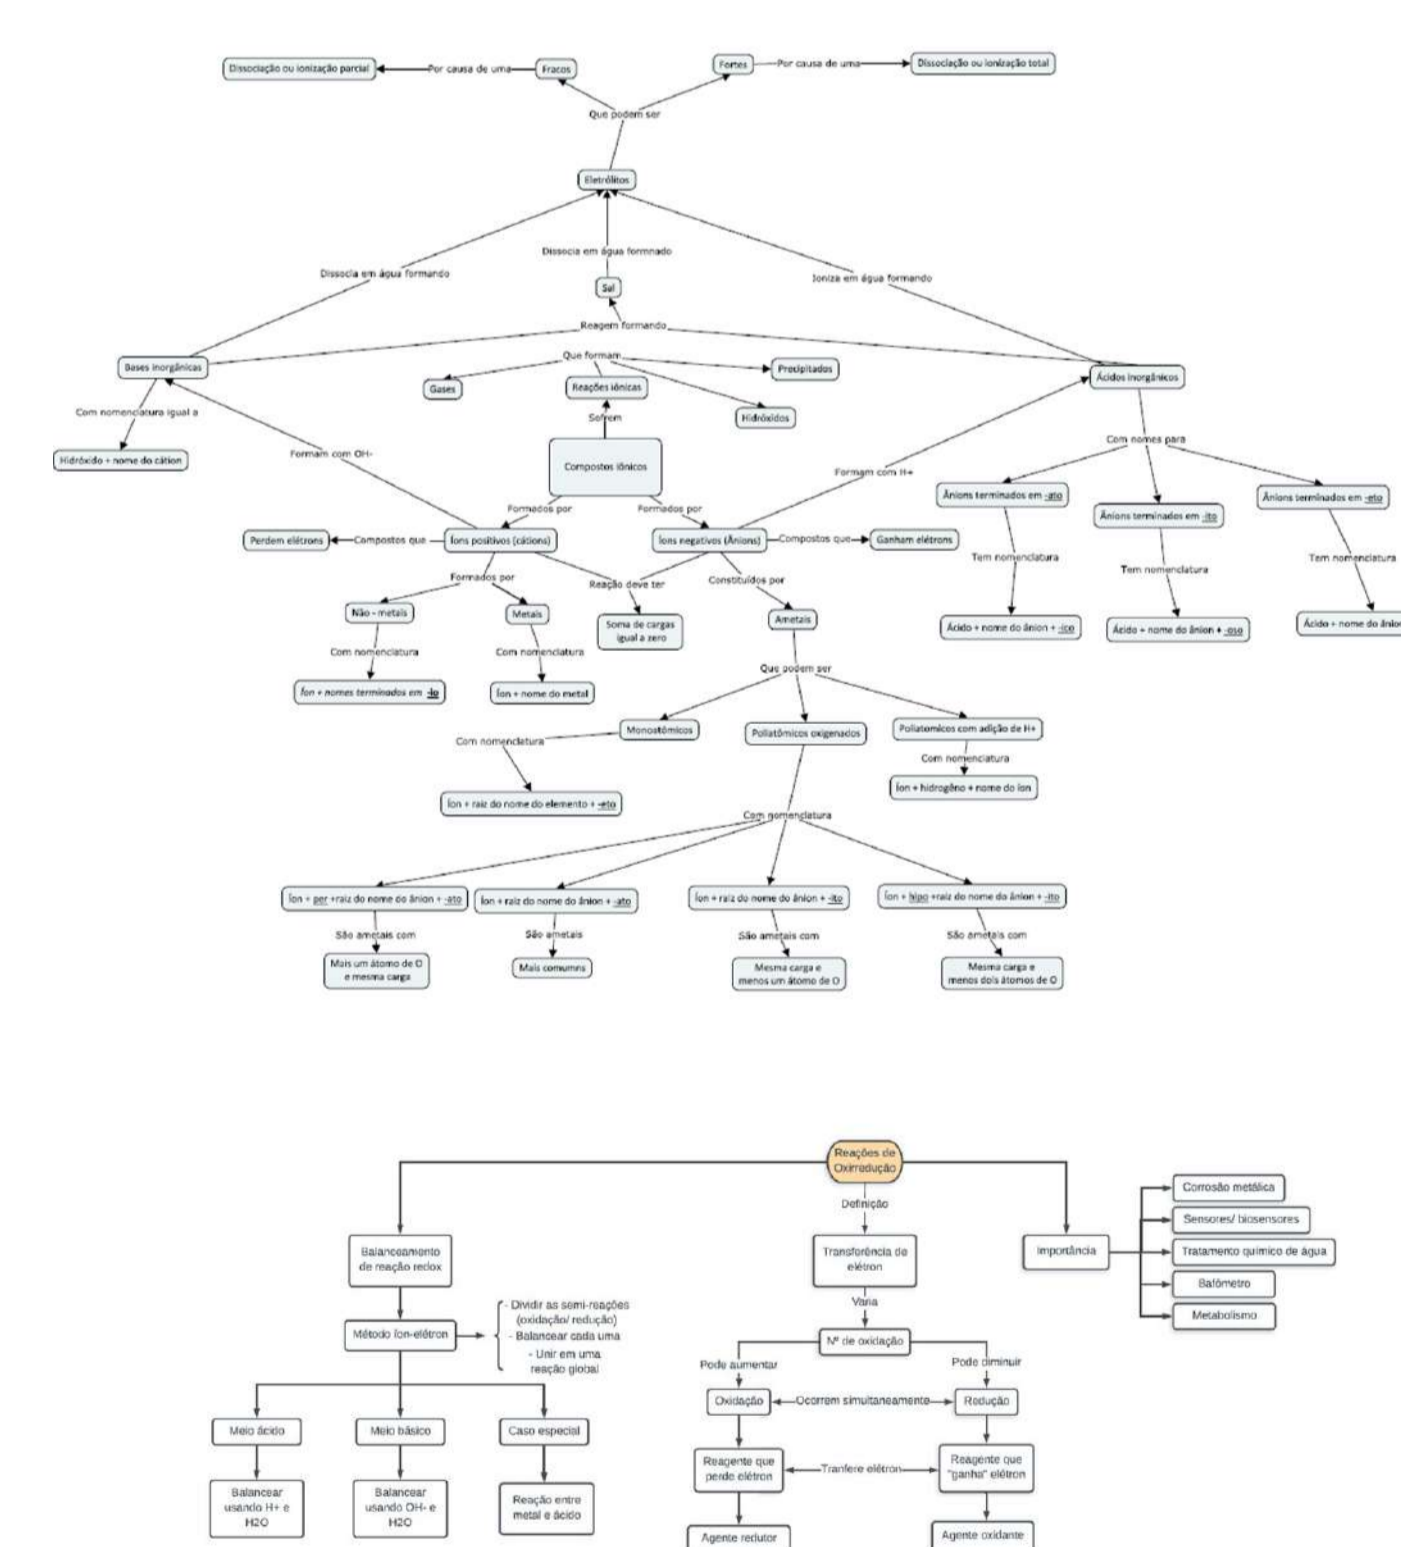 Dissociação ou ionização parcial
Por causa de uma
Fracos
Fortes
Por causa de uma
Dissociação ou ionização total
Que podem ser
Eletrólitos
Dissocia em água formnado
Dissocia em água formando
Ioniza em água formando
Sal
Reagem formando
Bases inorgânicas
Que formam
Precipitados
Ácidos inorgânicos
Gases
Reações iônicas
Hidróxidos
Com nomenclatura igual a
Sofrem
Com nomes para
Hidróxido + nome do cátion
Formam com OH-
Compostos iônicos
Formam com H+
Ânions terminados em -ato
Ânions terminados em -ito
Ânions terminados em -eto
Formados por
Formados por
Perdem elétrons
Compostos que
Íons positivos (cátions)
Íons negativos (Ânions)
Compostos que
Ganham elétrons
Tem nomenclatura
Tem nomenclatura
Tem nomenclatura
Formados por
Reação deve ter
Constituídos por
Não - metais
Metais
Soma de cargas
igual a zero
Ametais
Ácido + nome do ânion + -ico
Ácido + nome do ânion + -oso
Ácido + nome do ânion
Com nomenclatura
Com nomenclatura
Que podem ser
Íon + nomes terminados em -io
Íon + nome do metal
Monoatômicos
Poliatômicos oxigenados
Poliatomicos com adição de H+
Com nomenclatura
Com nomenclatura
Íon + raiz do nome do elemento + -eto
Íon + hidrogêno + nome do íon
Com nomenclatura
Íon + per +raiz do nome do ânion + -ato
Íon + raiz do nome do ânion + -ato
Íon + raiz do nome do ânion + -ito
Íon + hipo +raiz do nome do ânion + -ito
São ametais com
São ametais
São ametais com
São ametais com
Mais um átomo de O
e mesma carga
Mais comumns
Mesma carga e
menos um átomo de O
Mesma carga e
menos dois átomos de O
Reações de
Oxirredução
Definição
Balanceamento
de reação redox
Transferência de
elétron
Importância
Corrosão metálica
Sensores/ biosensores
Tratamento químico de água
Bafômetro
Metabolismo
Varia
Método íon-elétron
- Dividir as semi-reações
(oxidação/ redução)
- Balancear cada uma
- Unir em uma
reação global
Nº de oxidação
Pode aumentar
Pode diminuir
Oxidação
Ocorrem simultaneamente
Redução
Meio ácido
Meio básico
Caso especial
Reagente que
perde elétron
Tranfere elétron
Reagente que
"ganha" elétron
Balancear
usando H+ e
H2O
Balancear
usando OH- e
H2O
Reação entre
metal e ácido
Agente redutor
Agente oxidante